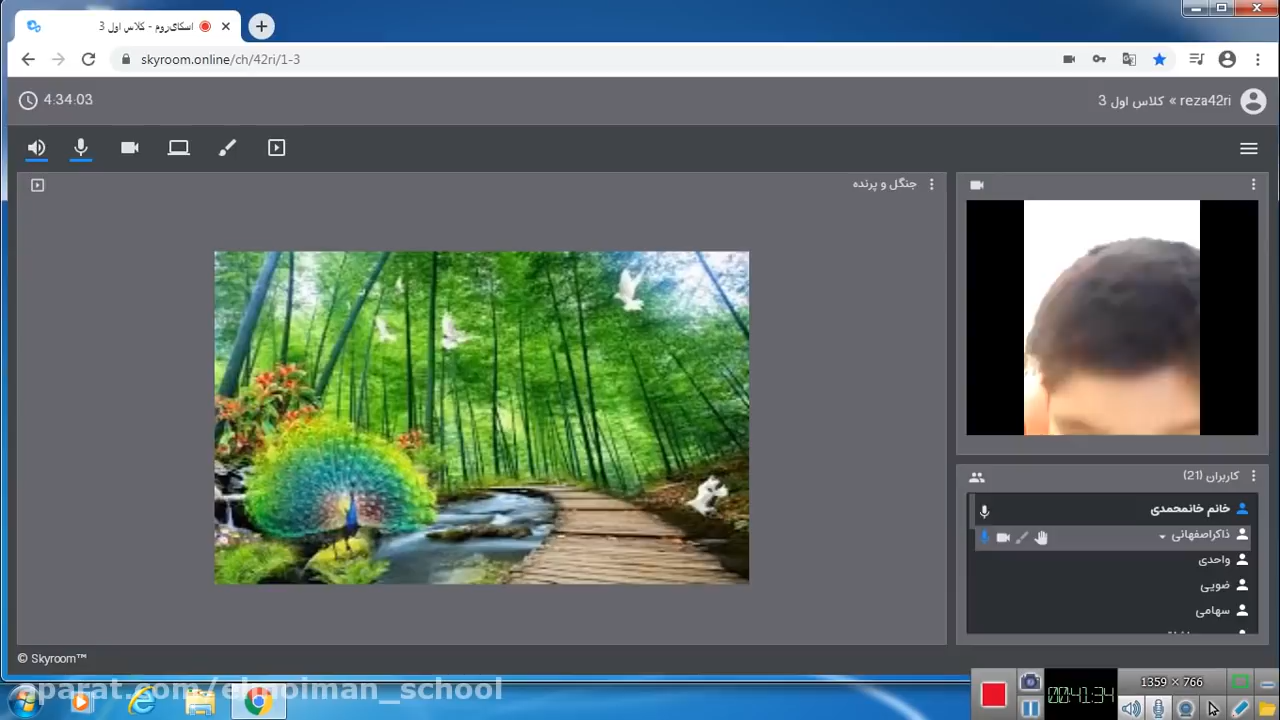 اسکای‌روم - کلاس اول 3
skyroom.online/ch/42ri/1-3
4:34:03
reza42ri » کلاس اول 3
جنگل و پرنده
کاربران (21)
خانم خانمحمدی
ذاکراصفهانی
واحدی
ضویی
سهامی
© Skyroom™
aparat.com/ehnoiman_school
00:41:34
1359 × 766